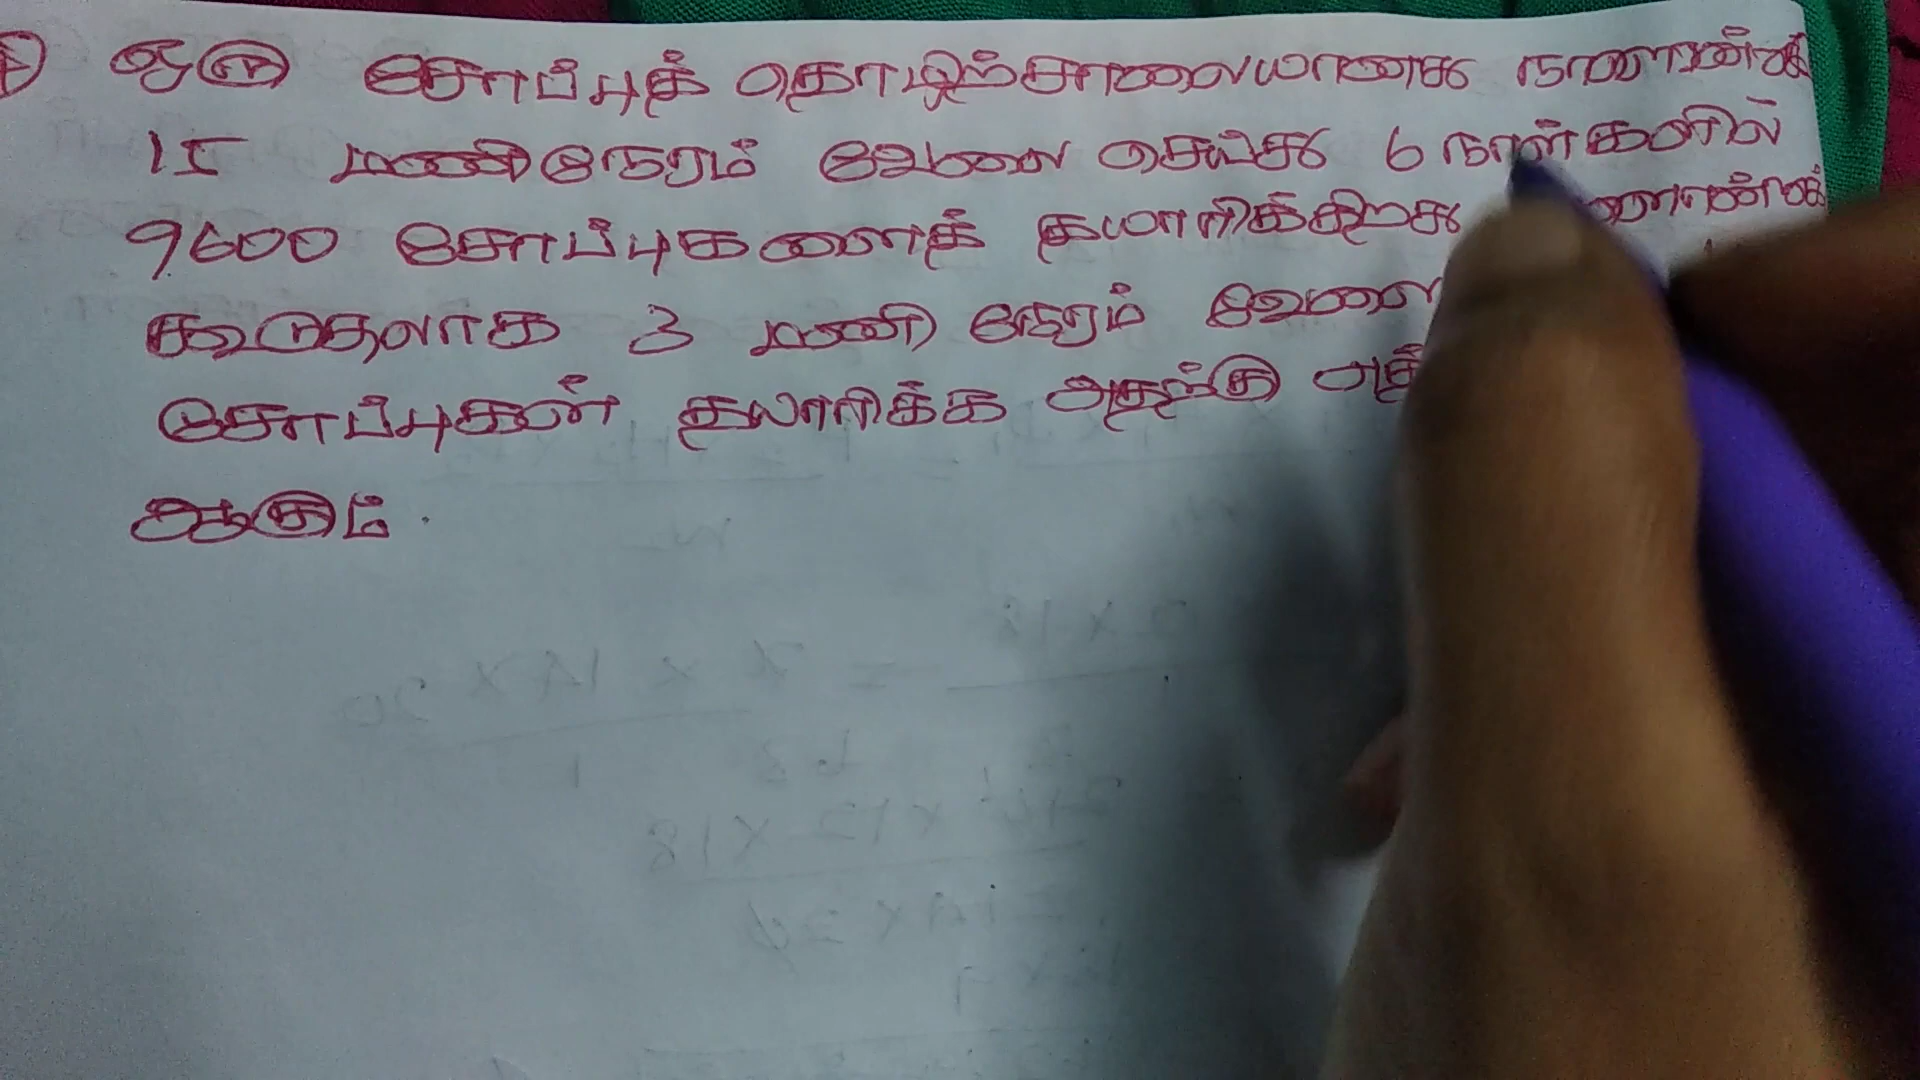 ஒரு சோப்புத் தொழிற்சாலையானது நாளொன்றுக்கு
15 மணிநேரம் வேலை செய்து 6 நாள்களில்
9600 சோப்புகளைத் தயாரிக்கிறது
கூடுதலாக 3 மணி நேரம் வேலை
சோப்புகள் தயாரிக்க அதற்கு
ஆகும்.